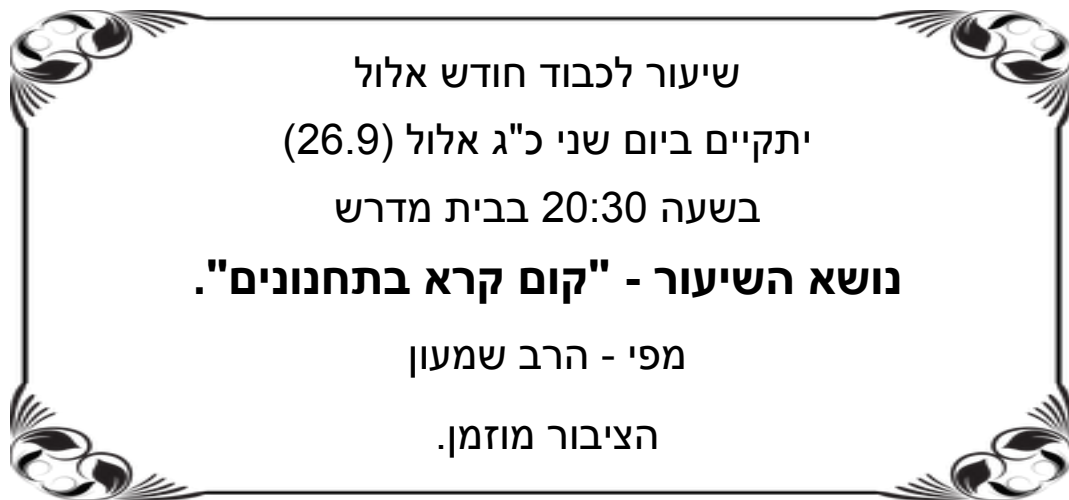 שיעור לכבוד חודש אלול
יתקיים ביום שני כ"ג אלול (26.9)
בשעה 20:30 בבית מדרש
נושא השיעור - "קום קרא בתחנונים".
מפי - הרב שמעון
הציבור מוזמן.